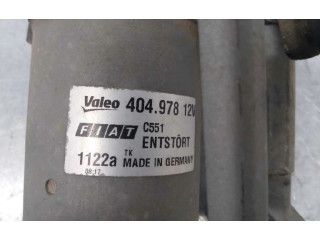 Valeo 404.978 12V
FIAT C551
ENTSTÖRT
1122a TK MADE IN GERMANY